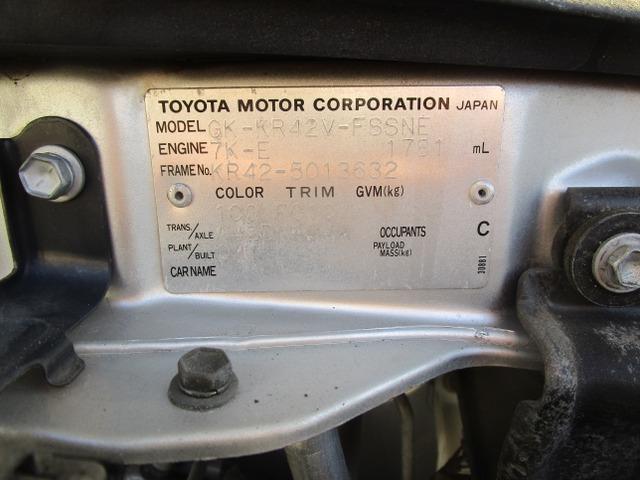 TOYOTA MOTOR CORPORATION JAPAN
MODEL GK-KR42V-FSSNE
ENGINE 7K-E 1781 mL
FRAME No. KR42-5013632
COLOR TRIM GVM(kg)
TRANS./AXLE OCCUPANTS C
PLANT/BUILT PAYLOAD MASS(kg)
CAR NAME
30881